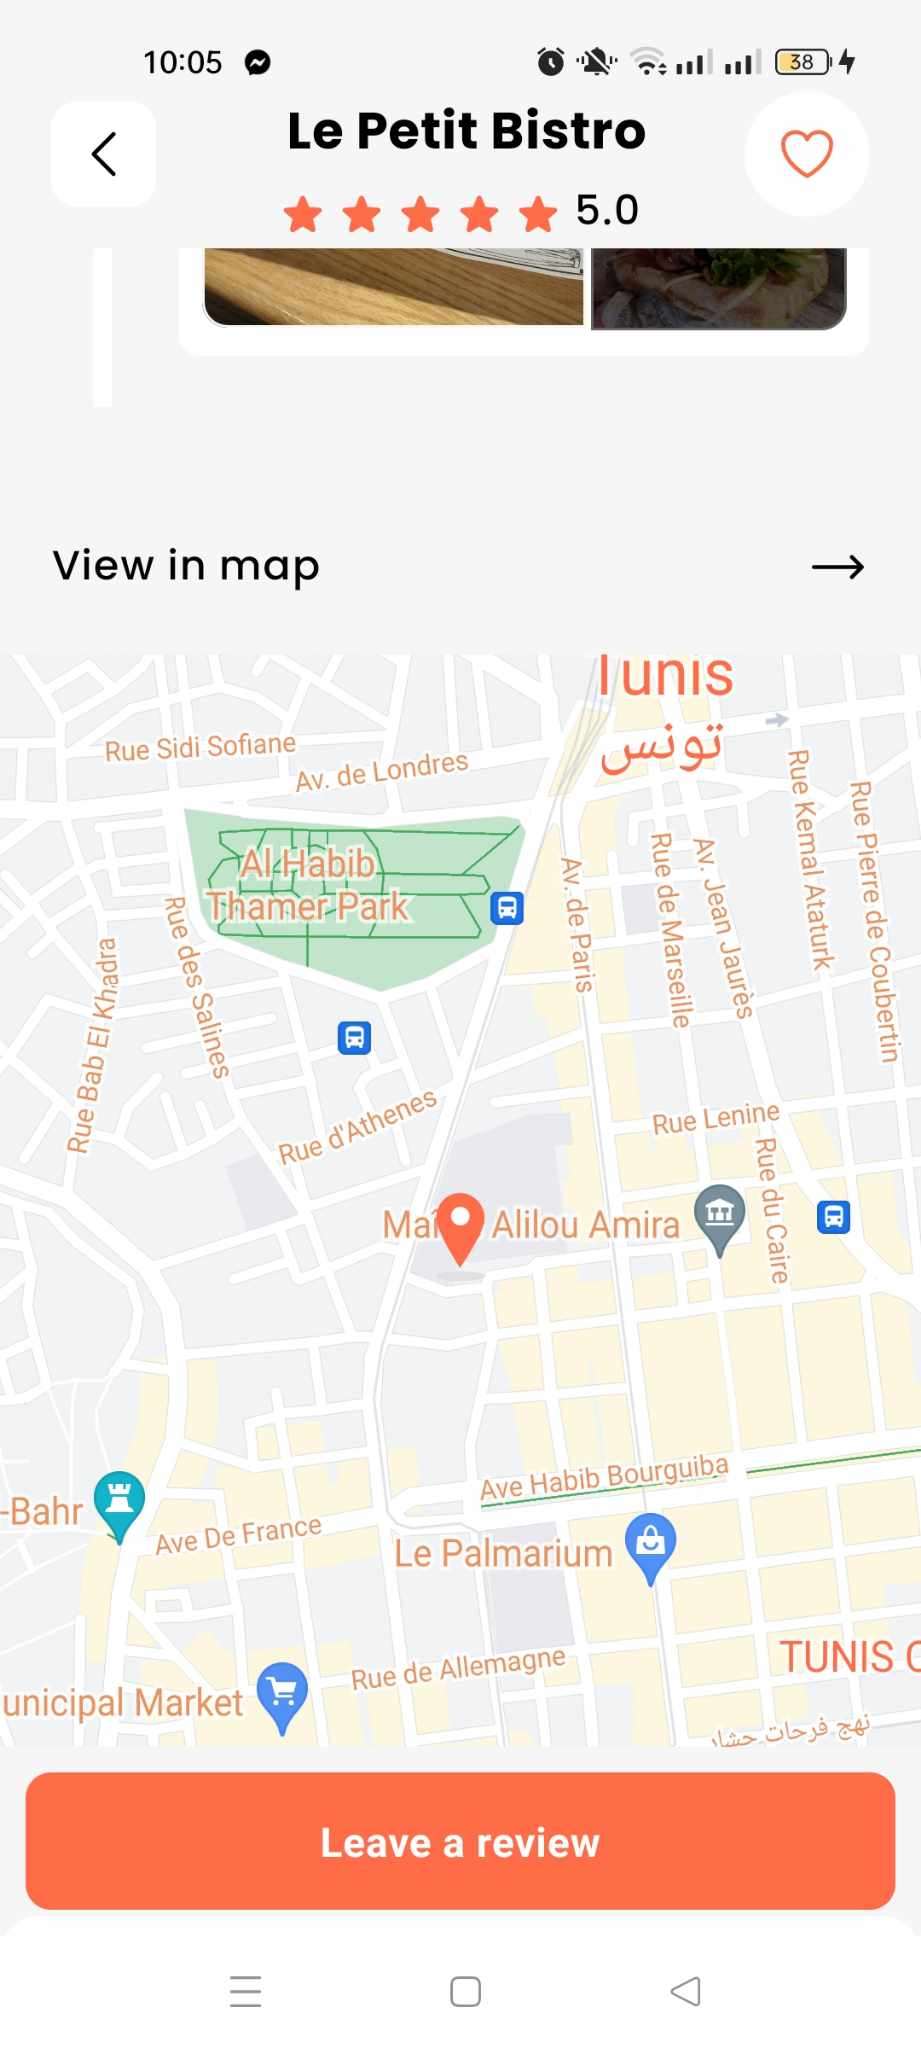 10:05
38
Le Petit Bistro
5.0
View in map
Tunis
تونس
Rue Sidi Sofiane
Av. de Londres
Al Habib
Thamer Park
Rue des Salines
Rue Bab El Khadra
Av. de Paris
Rue de Marseille
Av. Jean Jaurès
Rue Kemal Ataturk
Rue Pierre de Coubertin
Rue d'Athenes
Rue Lenine
Rue du Caire
Alilou Amira
Ave Habib Bourguiba
-Bahr
Ave De France
Le Palmarium
Rue de Allemagne
TUNIS C
unicipal Market
نهج فرحات حشاد
Leave a review